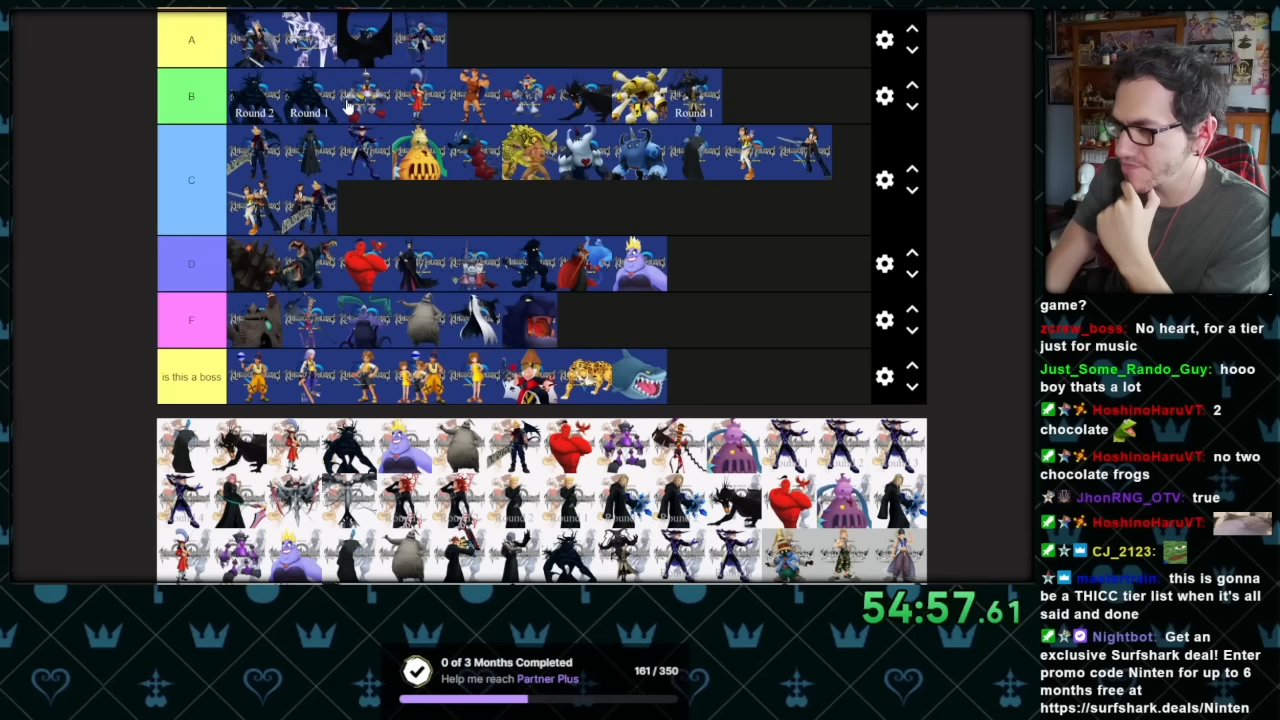 A
B
Round 2
Round 1
Round 1
C
D
F
is this a boss
54:57.61
0 of 3 Months Completed
Help me reach Partner Plus
161 / 350
game?
zcrew_boss: No heart, for a tier
just for music
Just_Some_Rando_Guy: hooo
boy thats a lot
HoshinoHaruVT: 2
chocolate
HoshinoHaruVT: no two
chocolate frogs
JhonRNG_OTV: true
HoshinoHaruVT:
CJ_2123:
this is gonna
be a THICC tier list when it's all
said and done
Nightbot: Get an
exclusive Surfshark deal! Enter
promo code Ninten for up to 6
months free at
https://surfshark.deals/Ninten